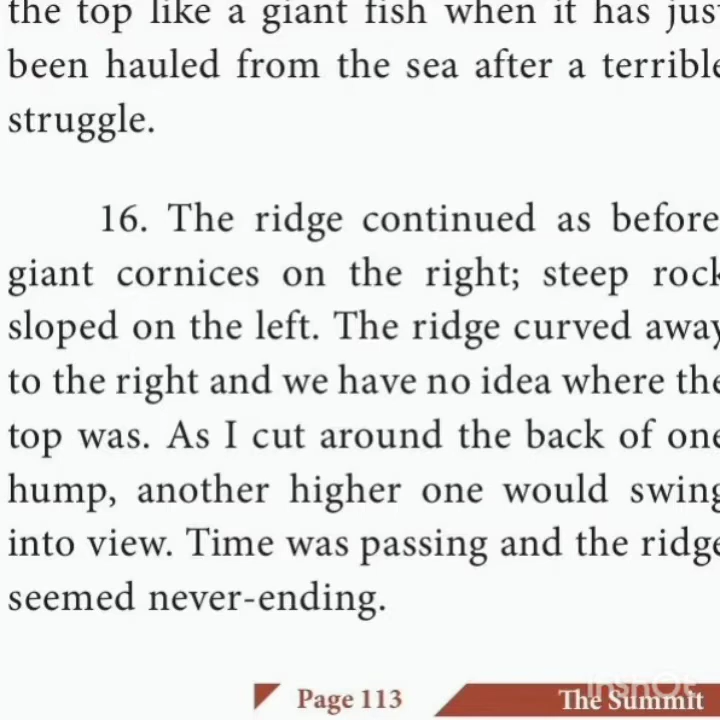 the top like a giant fish when it has just
been hauled from the sea after a terrible
struggle.
16. The ridge continued as before
giant cornices on the right; steep rock
sloped on the left. The ridge curved away
to the right and we have no idea where the
top was. As I cut around the back of one
hump, another higher one would swing
into view. Time was passing and the ridge
seemed never-ending.
Page 113
The Summit
InShOt